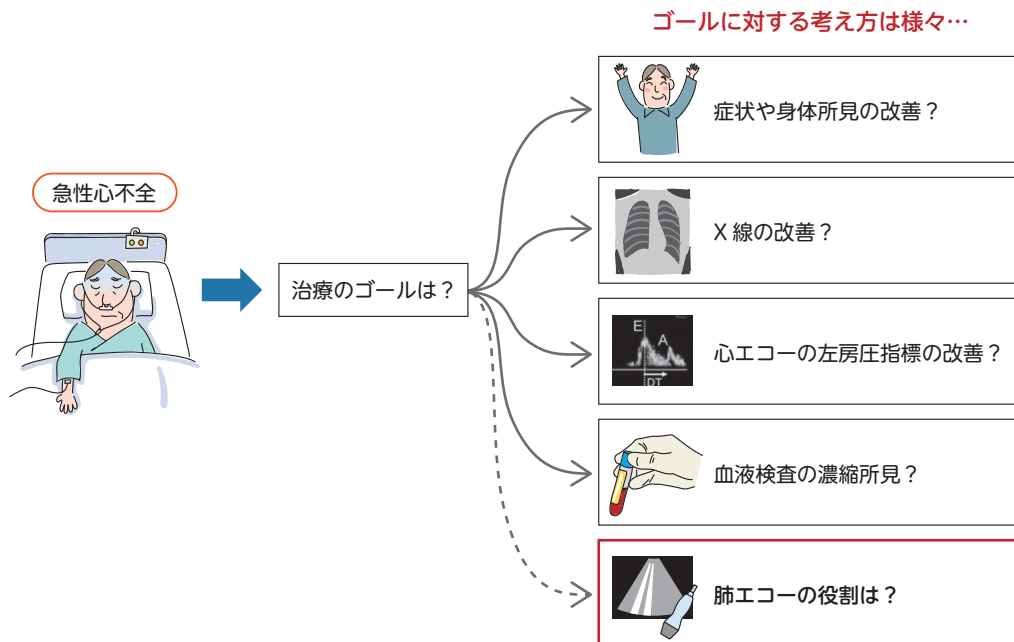 ゴールに対する考え方は様々…
症状や身体所見の改善？
急性心不全
X 線の改善？
治療のゴールは？
E
A
DT
心エコーの左房圧指標の改善？
血液検査の濃縮所見？
肺エコーの役割は？